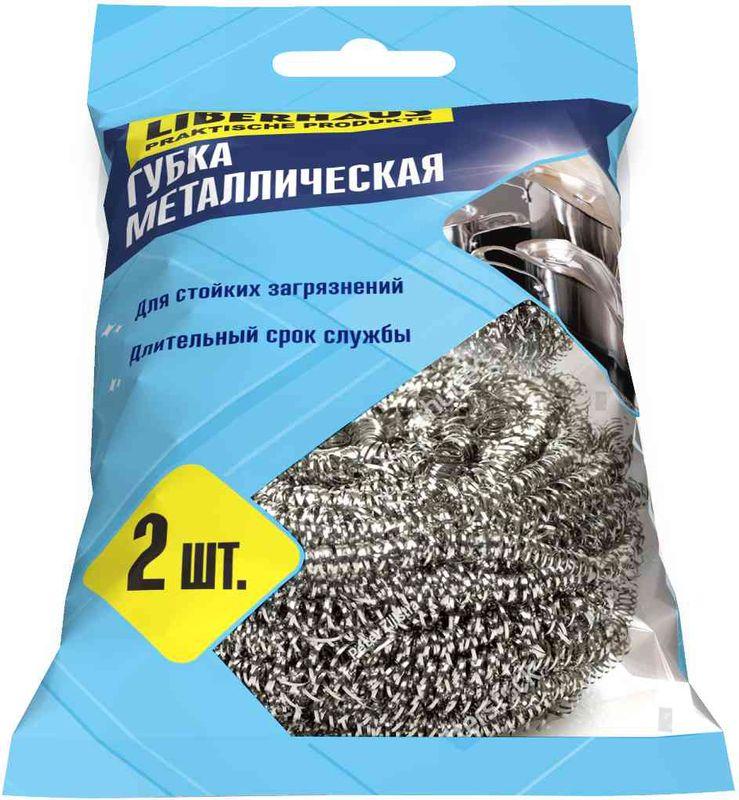 LIBERHAUS
PRAKTISCHE PRODUKTE
ГУБКА
МЕТАЛЛИЧЕСКАЯ
Для стойких загрязнений
Длительный срок службы
2 ШТ.